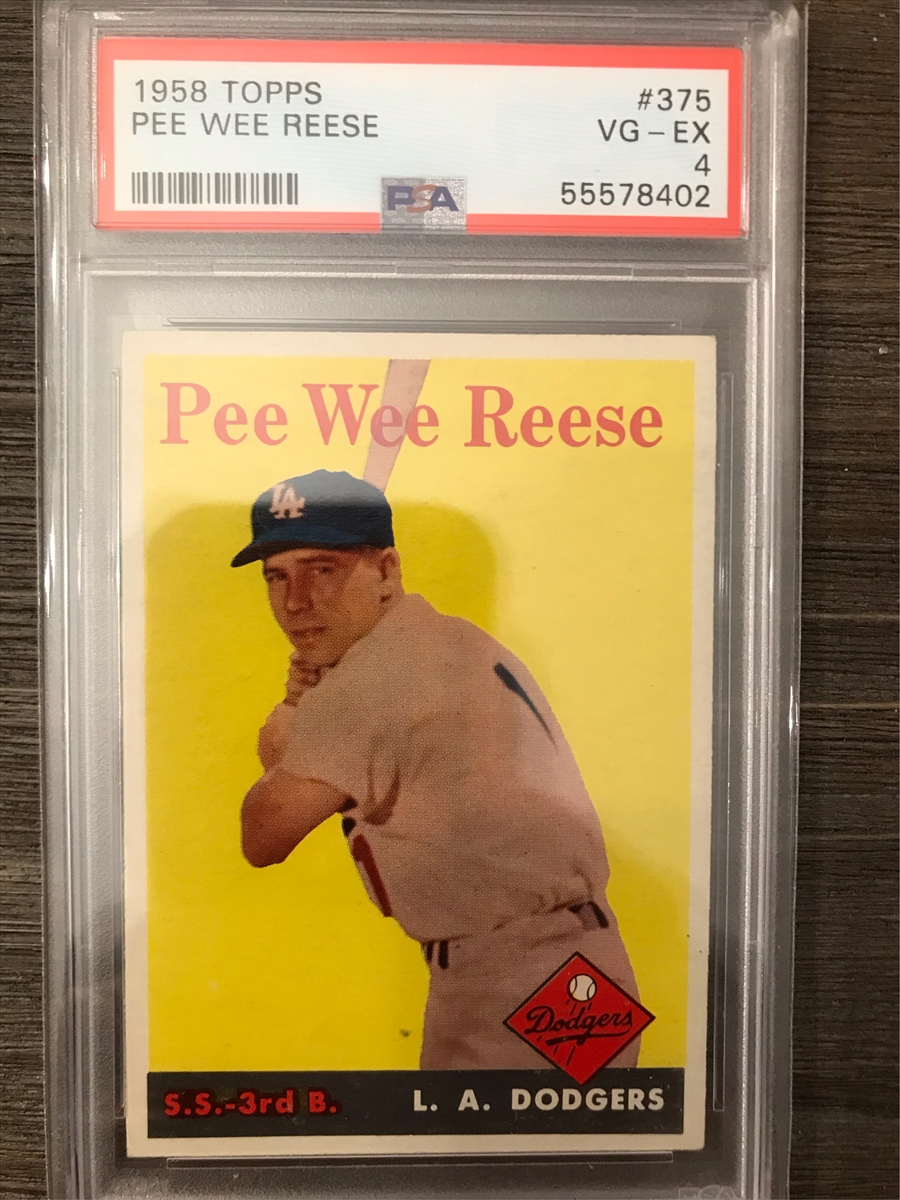 1958 TOPPS
PEE WEE REESE
#375
VG – EX
4
55578402
PSA
Pee Wee Reese
LA
Dodgers
S.S.-3rd B.
L. A. DODGERS